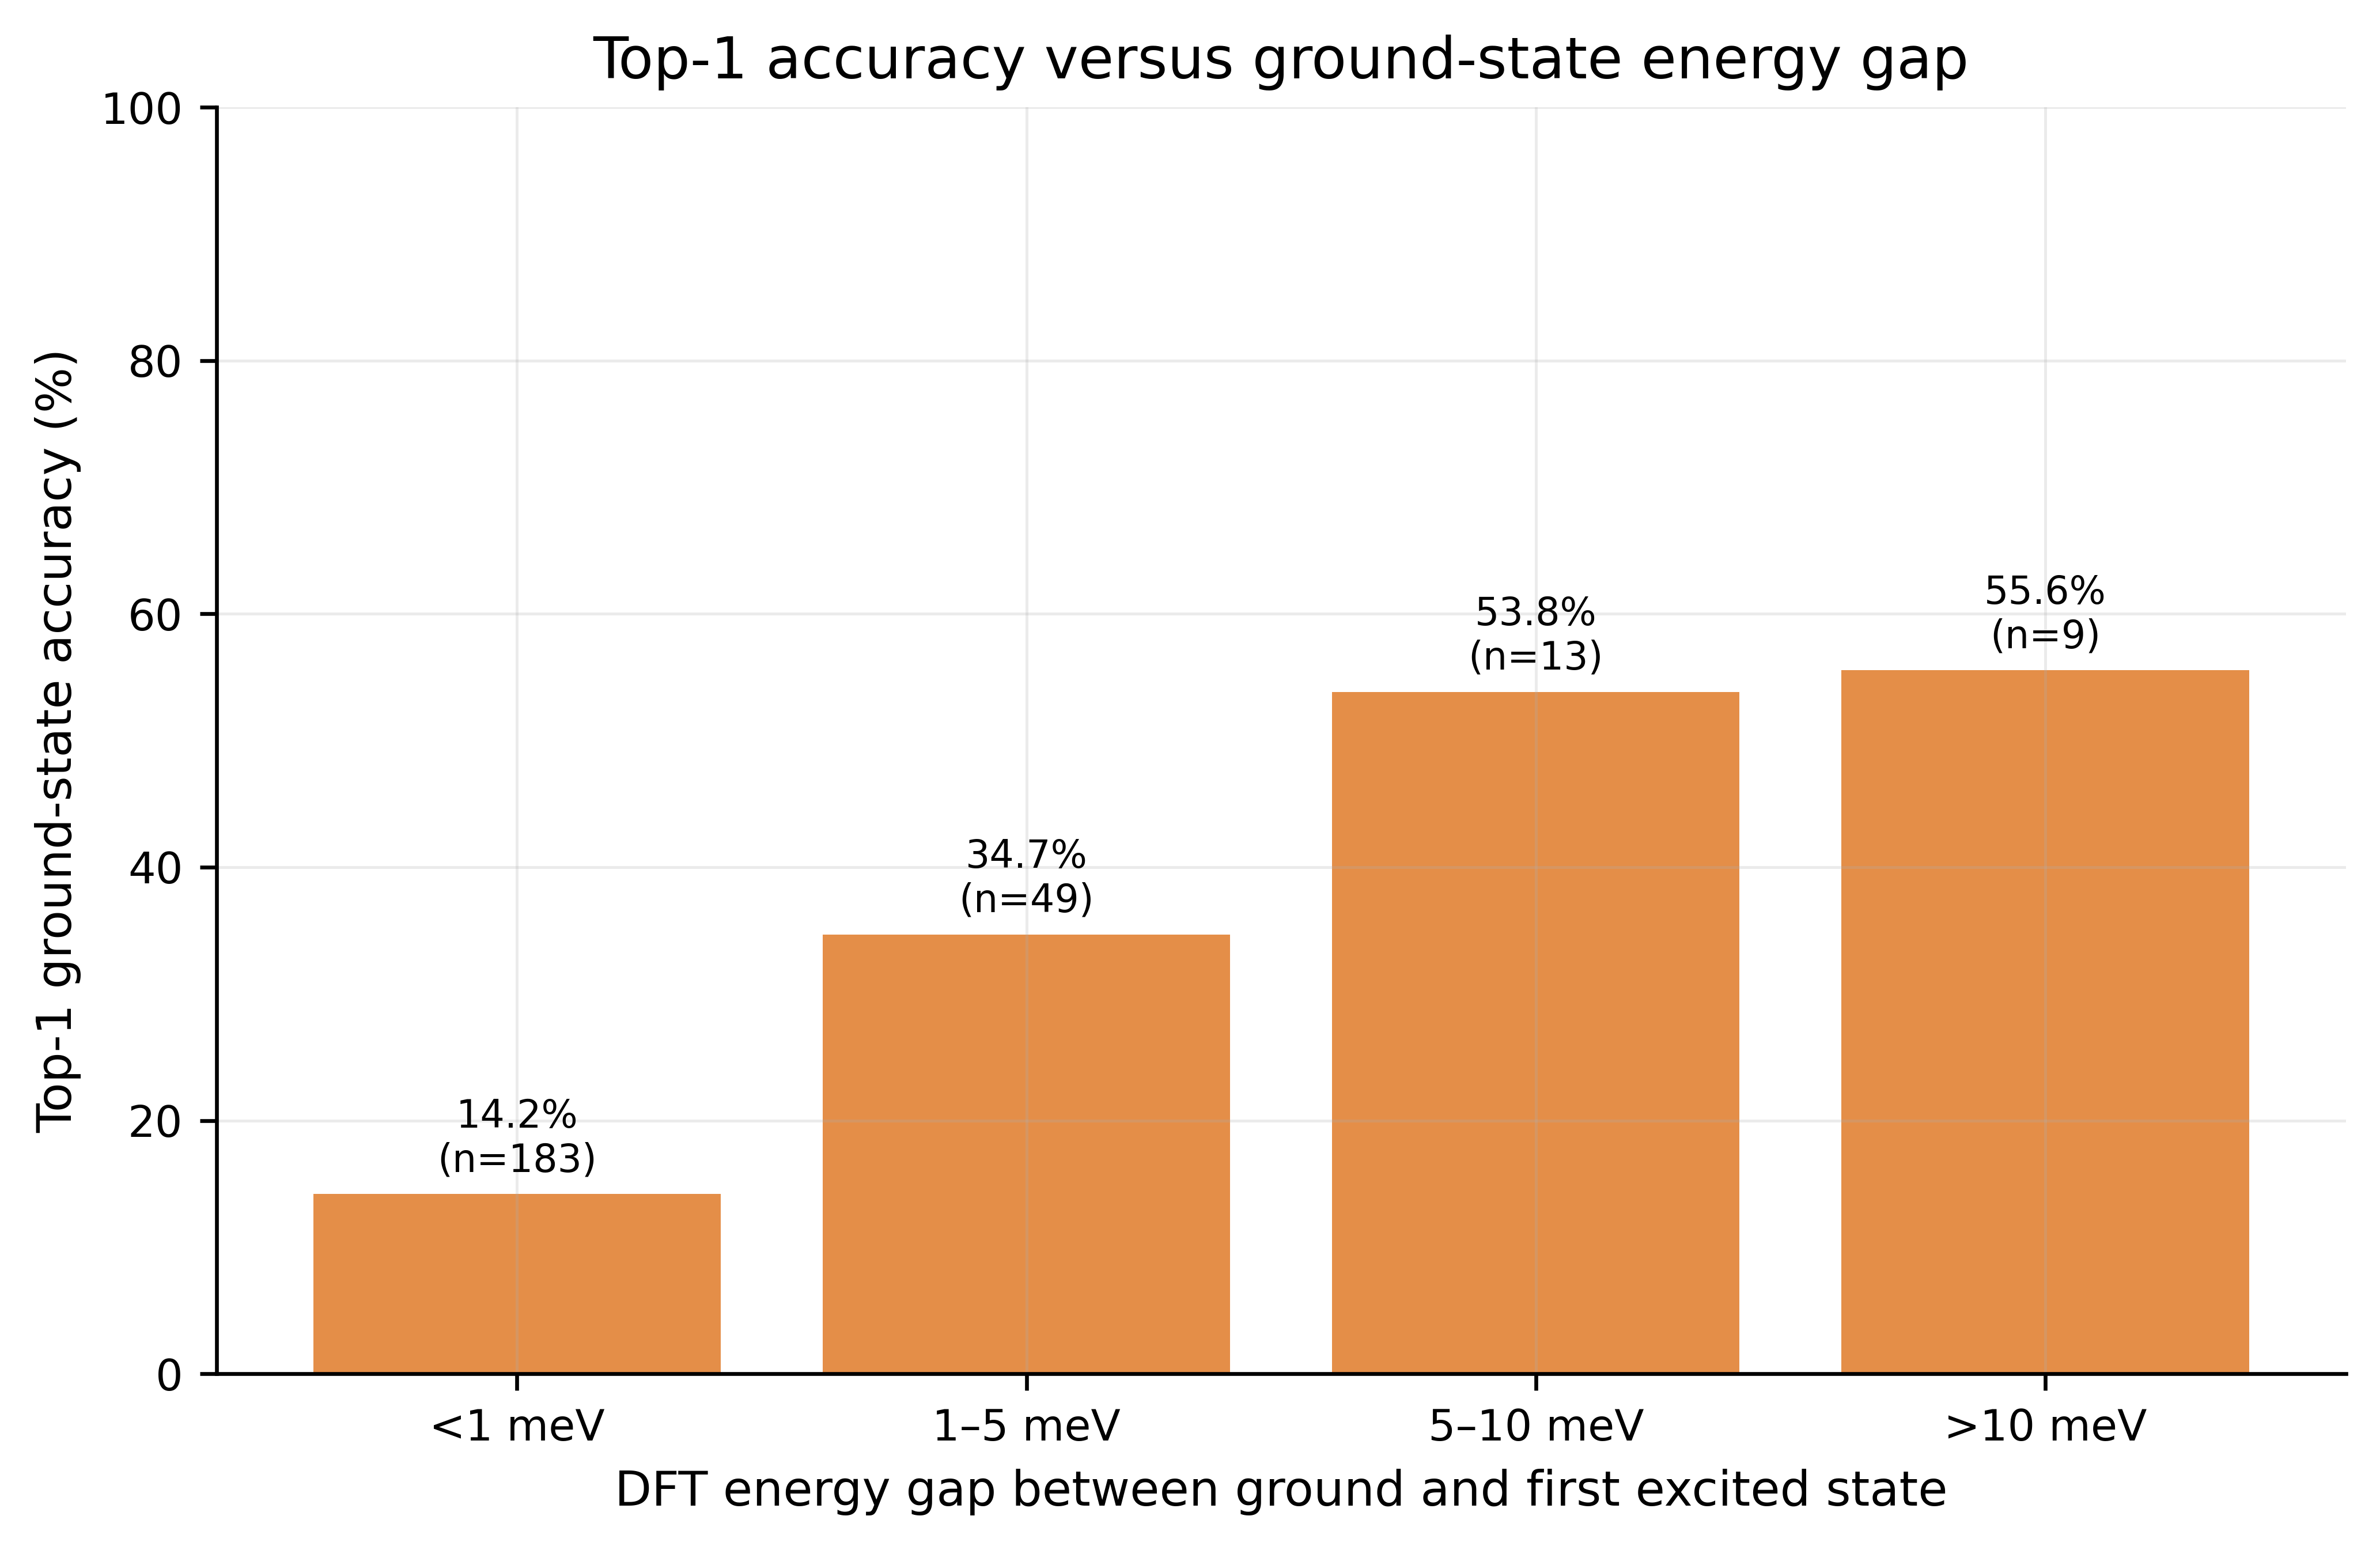 Top-1 accuracy versus ground-state energy gap
Top-1 ground-state accuracy (%)
100
80
60
40
20
0
14.2%
(n=183)
34.7%
(n=49)
53.8%
(n=13)
55.6%
(n=9)
<1 meV
1–5 meV
5–10 meV
>10 meV
DFT energy gap between ground and first excited state